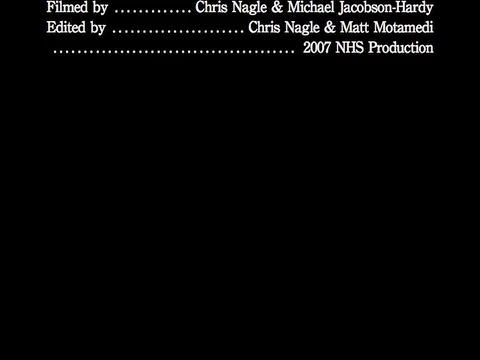 Filmed by ............. Chris Nagle & Michael Jacobson-Hardy
Edited by ...................... Chris Nagle & Matt Motamedi
........................................ 2007 NHS Production